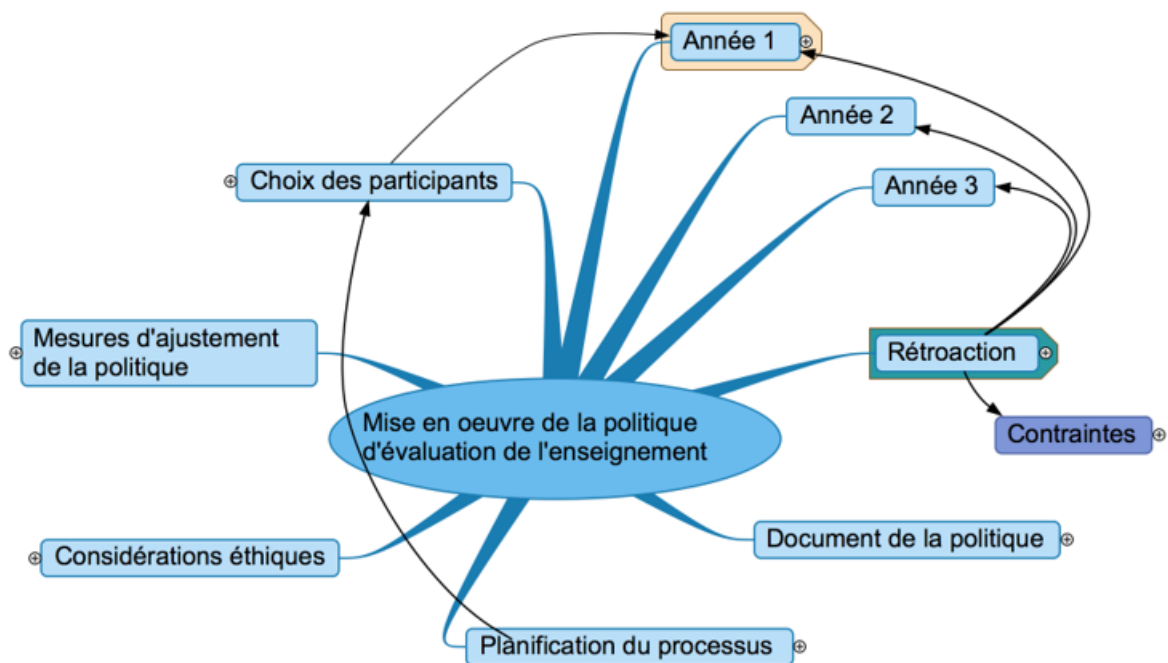 Année 1
Année 2
Choix des participants
Année 3
Mesures d'ajustement
de la politique
Rétroaction
Mise en oeuvre de la politique
d'évaluation de l'enseignement
Contraintes
Document de la politique
Considérations éthiques
Planification du processus